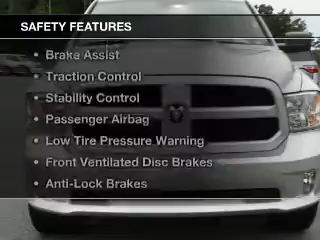 SAFETY FEATURES
• Brake Assist
• Traction Control
• Stability Control
• Passenger Airbag
• Low Tire Pressure Warning
• Front Ventilated Disc Brakes
• Anti-Lock Brakes